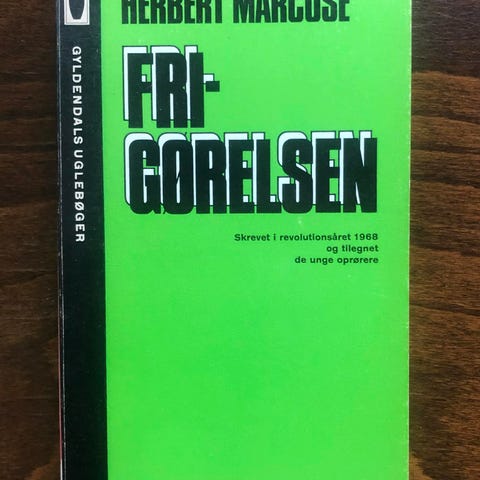 HERBERT MARCUSE
FRI-
GØRELSEN
Skrevet i revolutionsåret 1968
og tilegnet
de unge oprørere
GYLDENDALS UGLEBØGER